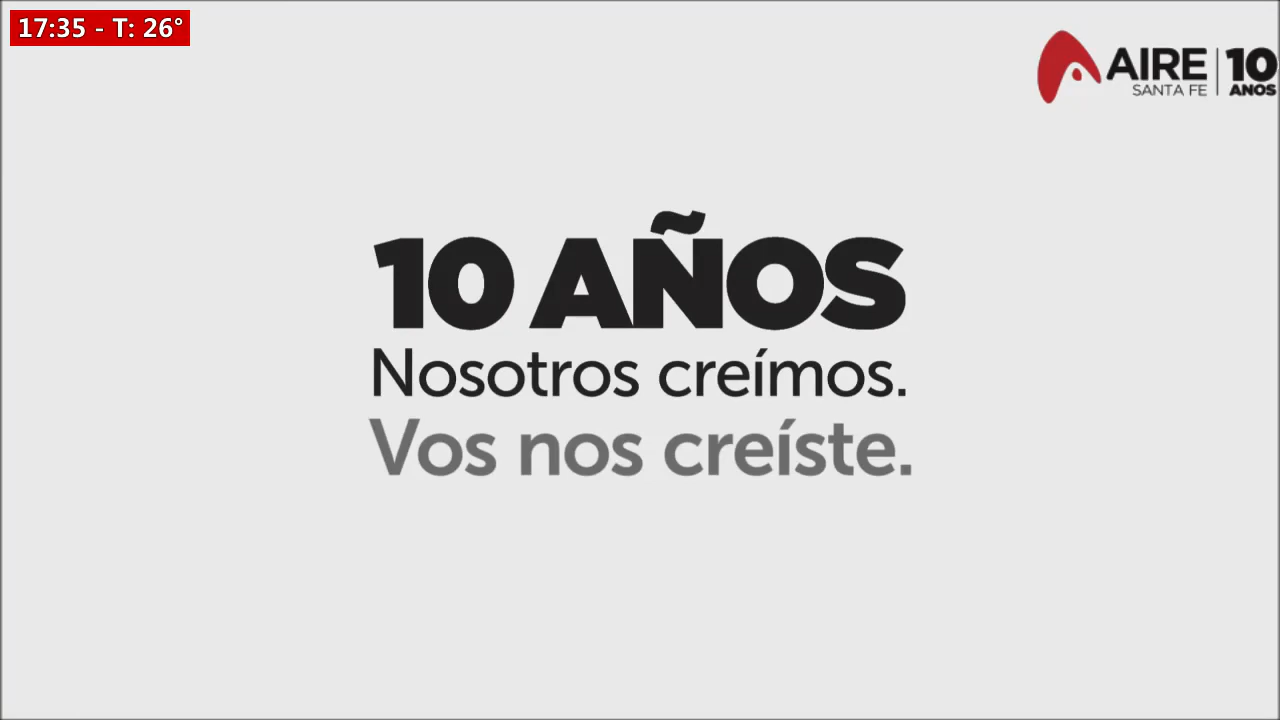 17:35 - T: 26°
AIRE
SANTA FE
10
AÑOS
10 AÑOS
Nosotros creímos.
Vos nos creíste.